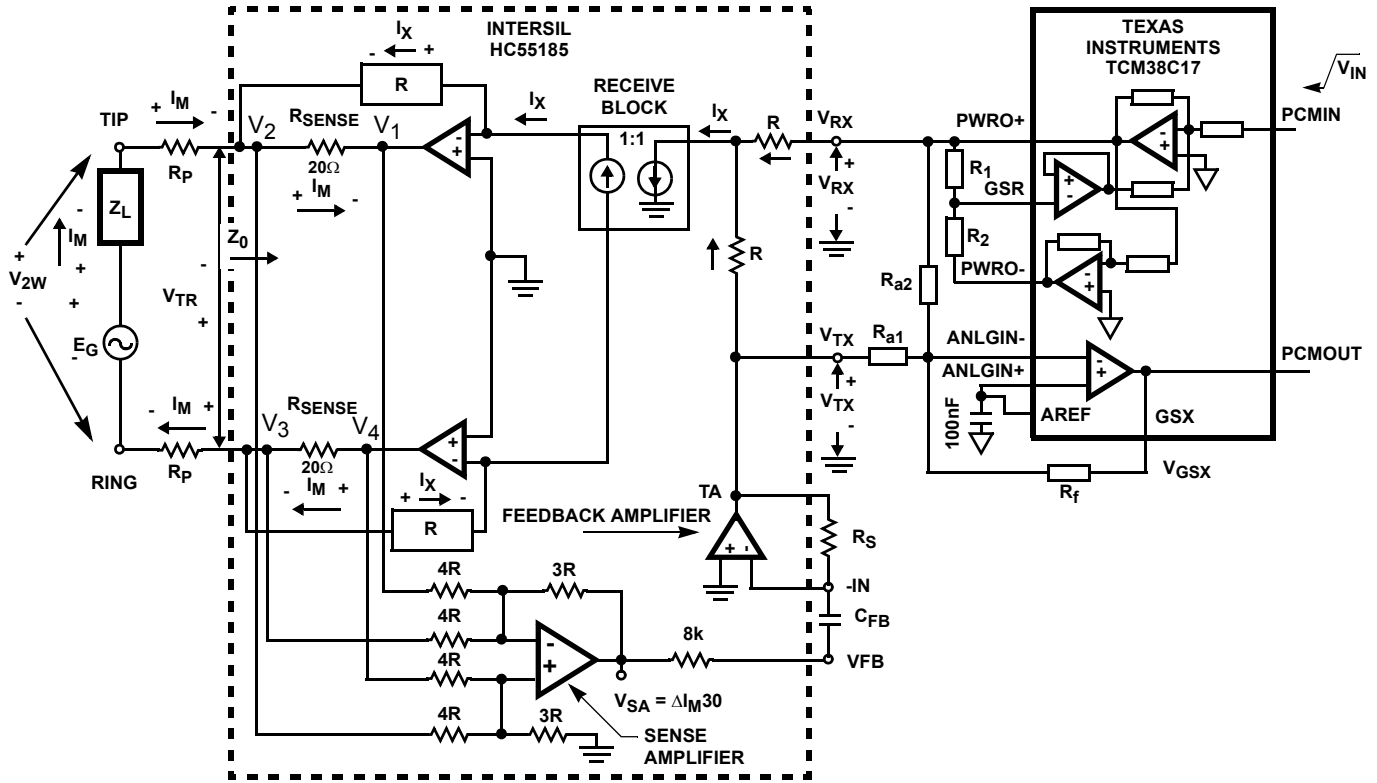 INTERSIL
HC55185
TEXAS
INSTRUMENTS
TCM38C17
V_IN
I_X
- +
R
RECEIVE
BLOCK
1:1
I_X
I_X
R
V_RX
PWRO+
PCMIN
+ I_M -
TIP
R_P
V_2
R_SENSE
20Ω
V_1
+ I_M -
-
+
+
V_RX
-
R_1
GSR
+
-
-
+
R_2
PWRO-
-
+
Z_L
-
I_M
+
+
V_2W
-
+
+
E_G
-
Z_0
-
V_TR
+
R
R_a2
V_TX
R_a1
+
V_TX
-
ANLGIN-
ANLGIN+
-
+
PCMOUT
AREF
100nF
GSX
V_GSX
R_f
- I_M +
R_P
RING
V_3
R_SENSE
20Ω
V_4
- I_M +
+
-
I_X
+ -
R
TA
FEEDBACK AMPLIFIER
+ -
R_S
-IN
C_FB
VFB
4R
3R
4R
4R
4R
3R
-
+
8k
V_SA = ΔI_M30
SENSE
AMPLIFIER